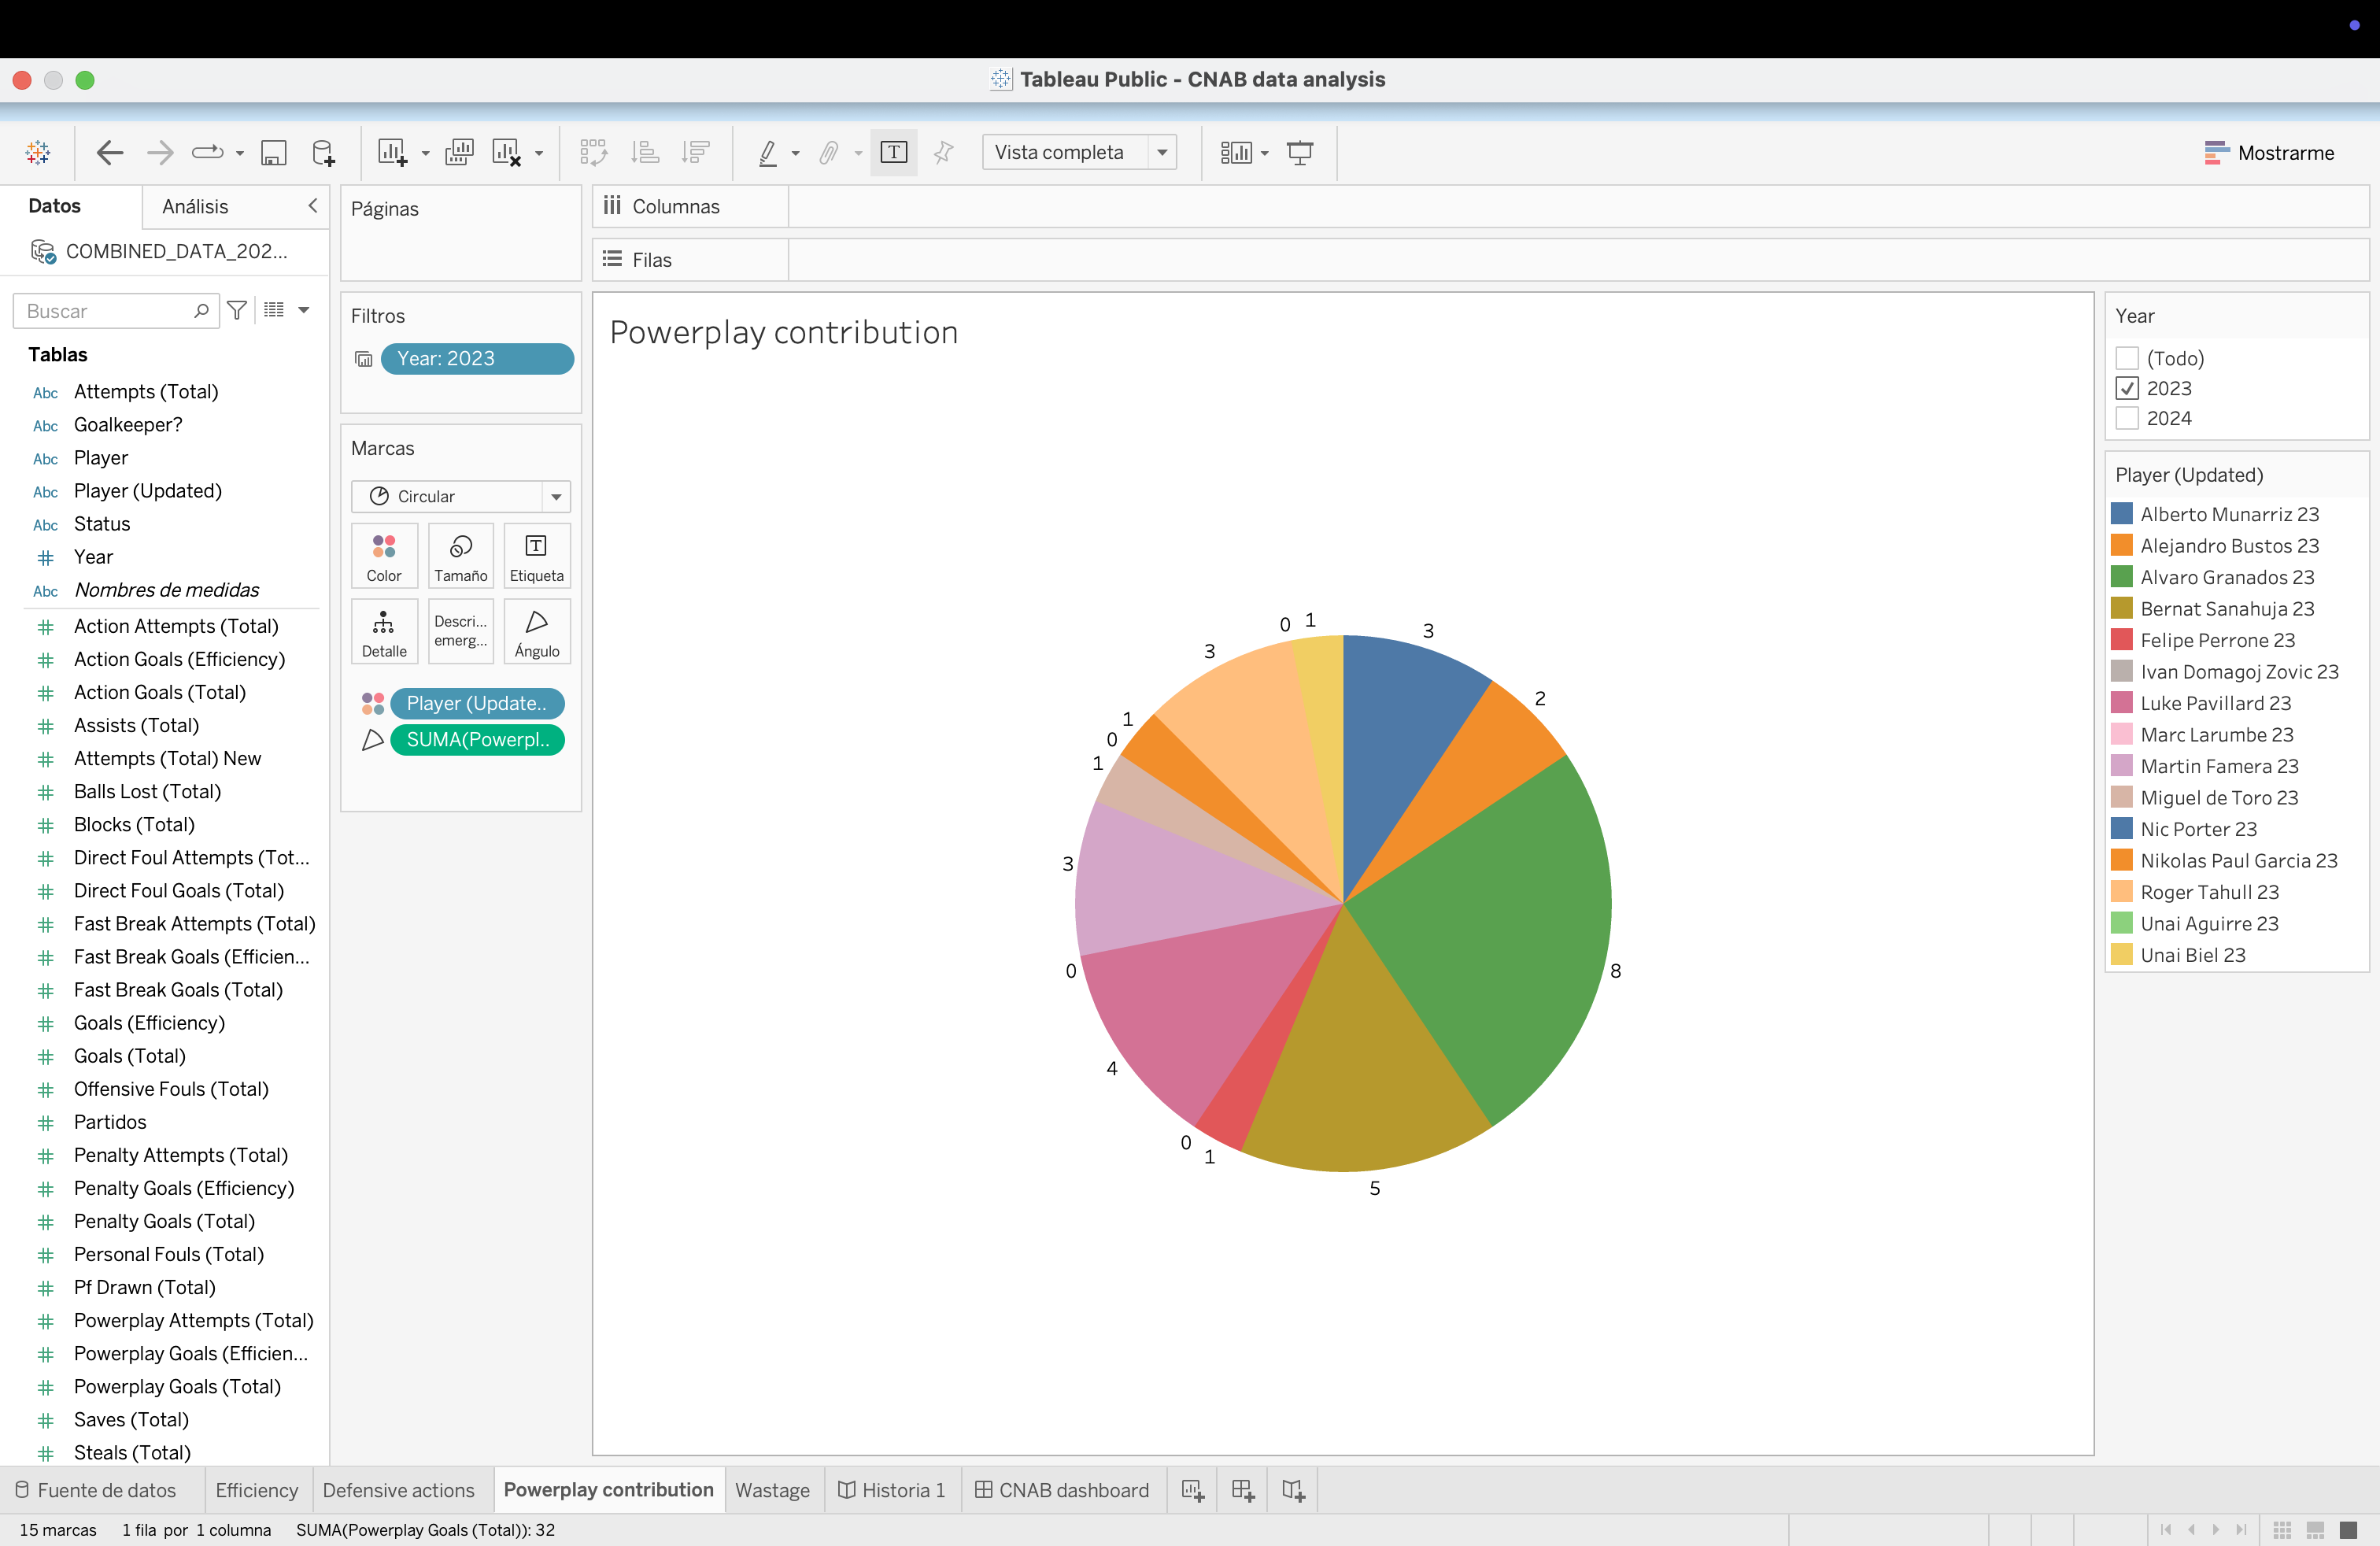 Tableau Public - CNAB data analysis
Vista completa
Mostrarme
Datos
Análisis
COMBINED_DATA_202...
Buscar
Tablas
Abc Attempts (Total)
Abc Goalkeeper?
Abc Player
Abc Player (Updated)
Abc Status
# Year
Abc Nombres de medidas
# Action Attempts (Total)
# Action Goals (Efficiency)
# Action Goals (Total)
# Assists (Total)
# Attempts (Total) New
# Balls Lost (Total)
# Blocks (Total)
# Direct Foul Attempts (Tot...
# Direct Foul Goals (Total)
# Fast Break Attempts (Total)
# Fast Break Goals (Efficien...
# Fast Break Goals (Total)
# Goals (Efficiency)
# Goals (Total)
# Offensive Fouls (Total)
# Partidos
# Penalty Attempts (Total)
# Penalty Goals (Efficiency)
# Penalty Goals (Total)
# Personal Fouls (Total)
# Pf Drawn (Total)
# Powerplay Attempts (Total)
# Powerplay Goals (Efficien...
# Powerplay Goals (Total)
# Saves (Total)
# Steals (Total)
Páginas
Filtros
Year: 2023
Marcas
Circular
Color
Tamaño
T
Etiqueta
Detalle
Descri...
emerg...
Ángulo
Player (Update..
SUMA(Powerpl..
Columnas
Filas
Powerplay contribution
3
2
8
5
1
0
4
0
3
1
0
1
3
0
1
Year
(Todo)
2023
2024
Player (Updated)
Alberto Munarriz 23
Alejandro Bustos 23
Alvaro Granados 23
Bernat Sanahuja 23
Felipe Perrone 23
Ivan Domagoj Zovic 23
Luke Pavillard 23
Marc Larumbe 23
Martin Famera 23
Miguel de Toro 23
Nic Porter 23
Nikolas Paul Garcia 23
Roger Tahull 23
Unai Aguirre 23
Unai Biel 23
Fuente de datos
Efficiency
Defensive actions
Powerplay contribution
Wastage
Historia 1
CNAB dashboard
15 marcas
1 fila por 1 columna
SUMA(Powerplay Goals (Total)): 32